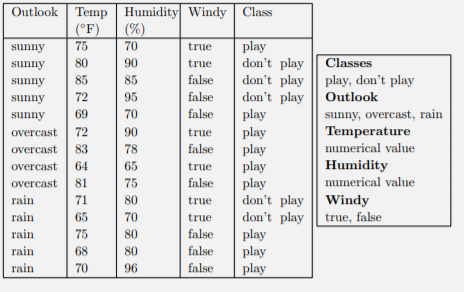 Outlook Temp Humidity Windy Class
(°F) (%)
sunny 75 70 true play
sunny 80 90 true don't play
sunny 85 85 false don't play
sunny 72 95 false don't play
sunny 69 70 false play
overcast 72 90 true play
overcast 83 78 false play
overcast 64 65 true play
overcast 81 75 false play
rain 71 80 true don't play
rain 65 70 true don't play
rain 75 80 false play
rain 68 80 false play
rain 70 96 false play
Classes
play, don't play
Outlook
sunny, overcast, rain
Temperature
numerical value
Humidity
numerical value
Windy
true, false